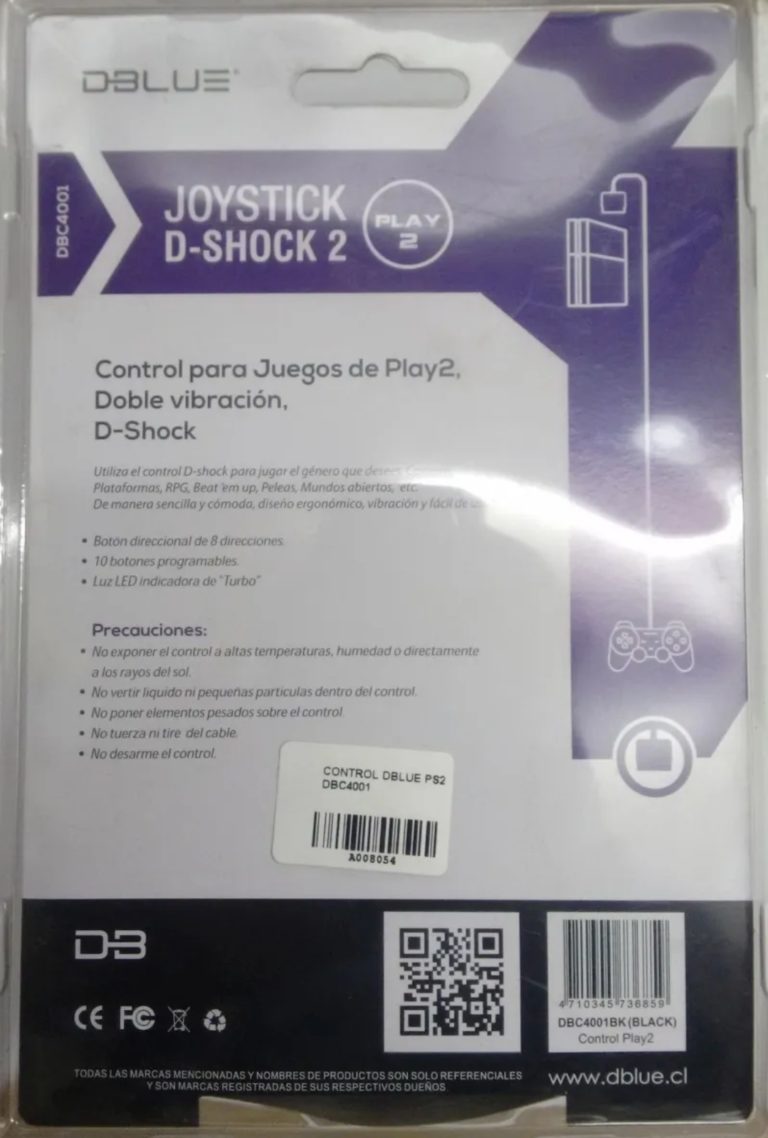 DBLUE
DBC4001
JOYSTICK
D-SHOCK 2
PLAY
2
Control para Juegos de Play2,
Doble vibración,
D-Shock
Utiliza el control D-shock para jugar el género que desees
Plataformas, RPG, Beat 'em up, Peleas, Mundos abiertos, etc.
De manera sencilla y cómoda, diseño ergonómico, vibración y fácil de
• Botón direccional de 8 direcciones.
• 10 botones programables.
• Luz LED indicadora de "Turbo"
Precauciones:
• No exponer el control a altas temperaturas, humedad o directamente
a los rayos del sol.
• No vertir liquido ni pequeñas particulas dentro del control.
• No poner elementos pesados sobre el control.
• No tuerza ni tire del cable.
• No desarme el control.
CONTROL DBLUE PS2
DBC4001
A008054
DB
CE FC
4710345736859
DBC4001BK(BLACK)
Control Play2
TODAS LAS MARCAS MENCIONADAS Y NOMBRES DE PRODUCTOS SON SOLO REFERENCIALES
Y SON MARCAS REGISTRADAS DE SUS RESPECTIVOS DUEÑOS.
www.dblue.cl